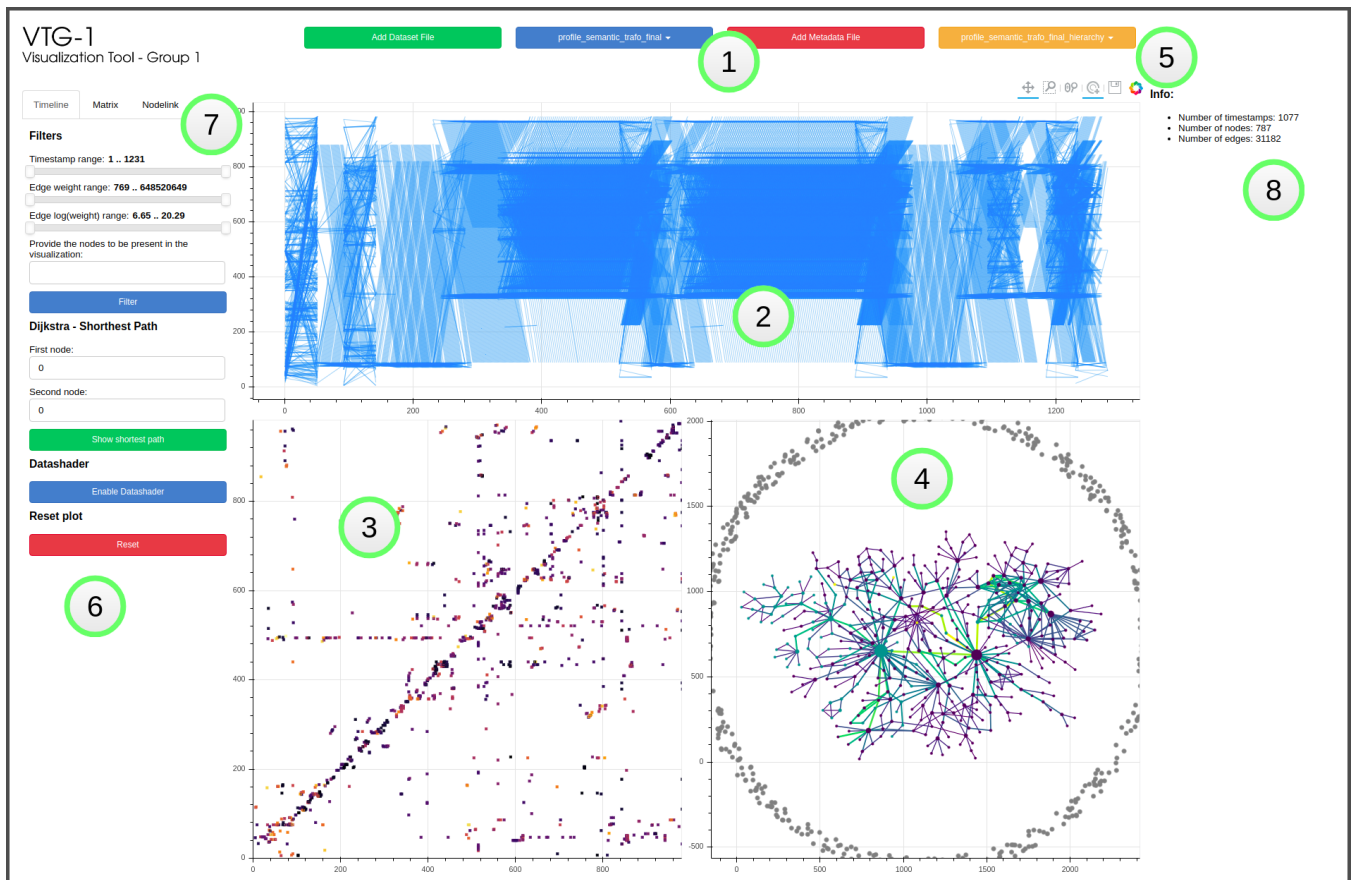 VTG-1
Visualization Tool - Group 1
Add Dataset File
profile_semantic_trafo_final
Add Metadata File
profile_semantic_trafo_final_hierarchy
1
5
Info:
Number of timestamps: 1077
Number of nodes: 787
Number of edges: 31182
8
Timeline Matrix Nodelink
7
Filters
Timestamp range: 1 .. 1231
Edge weight range: 769 .. 648520649
Edge log(weight) range: 6.65 .. 20.29
Provide the nodes to be present in the
visualization:
Filter
Dijkstra - Shortest Path
First node:
0
Second node:
0
Show shortest path
Datashader
Enable Datashader
Reset plot
Reset
6
800
600
400
200
0
0 200 400 600 800 1000 1200
2
800
600
400
200
0
0 200 400 600 800
3
2000
1500
1000
500
0
-500
0 500 1000 1500 2000
4